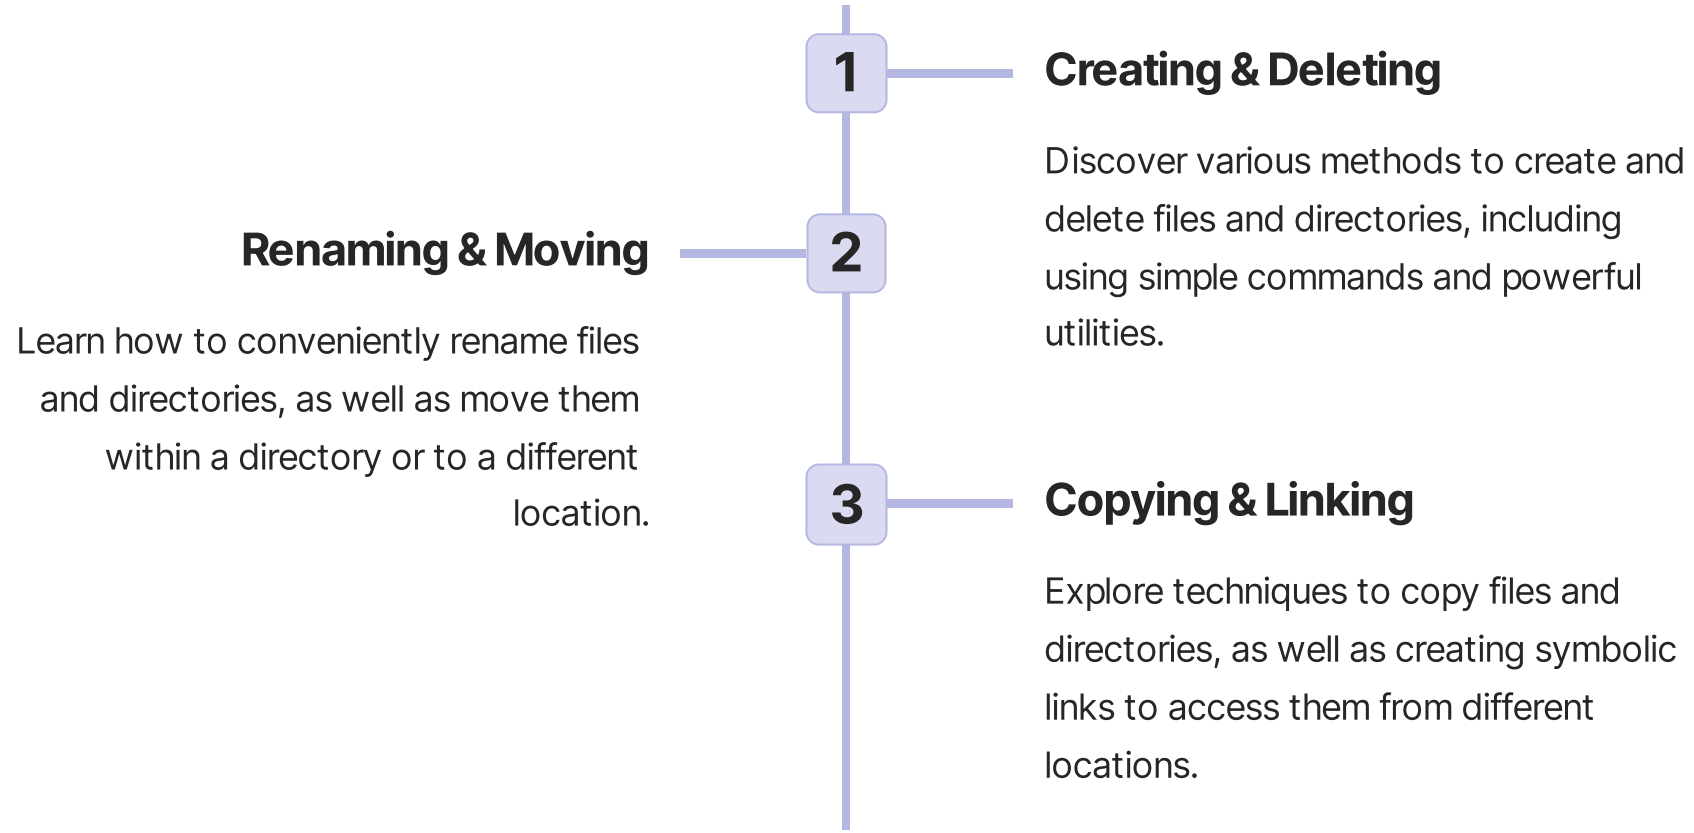 1
Creating & Deleting
Discover various methods to create and
delete files and directories, including
using simple commands and powerful
utilities.
2
Renaming & Moving
Learn how to conveniently rename files
and directories, as well as move them
within a directory or to a different
location.
3
Copying & Linking
Explore techniques to copy files and
directories, as well as creating symbolic
links to access them from different
locations.